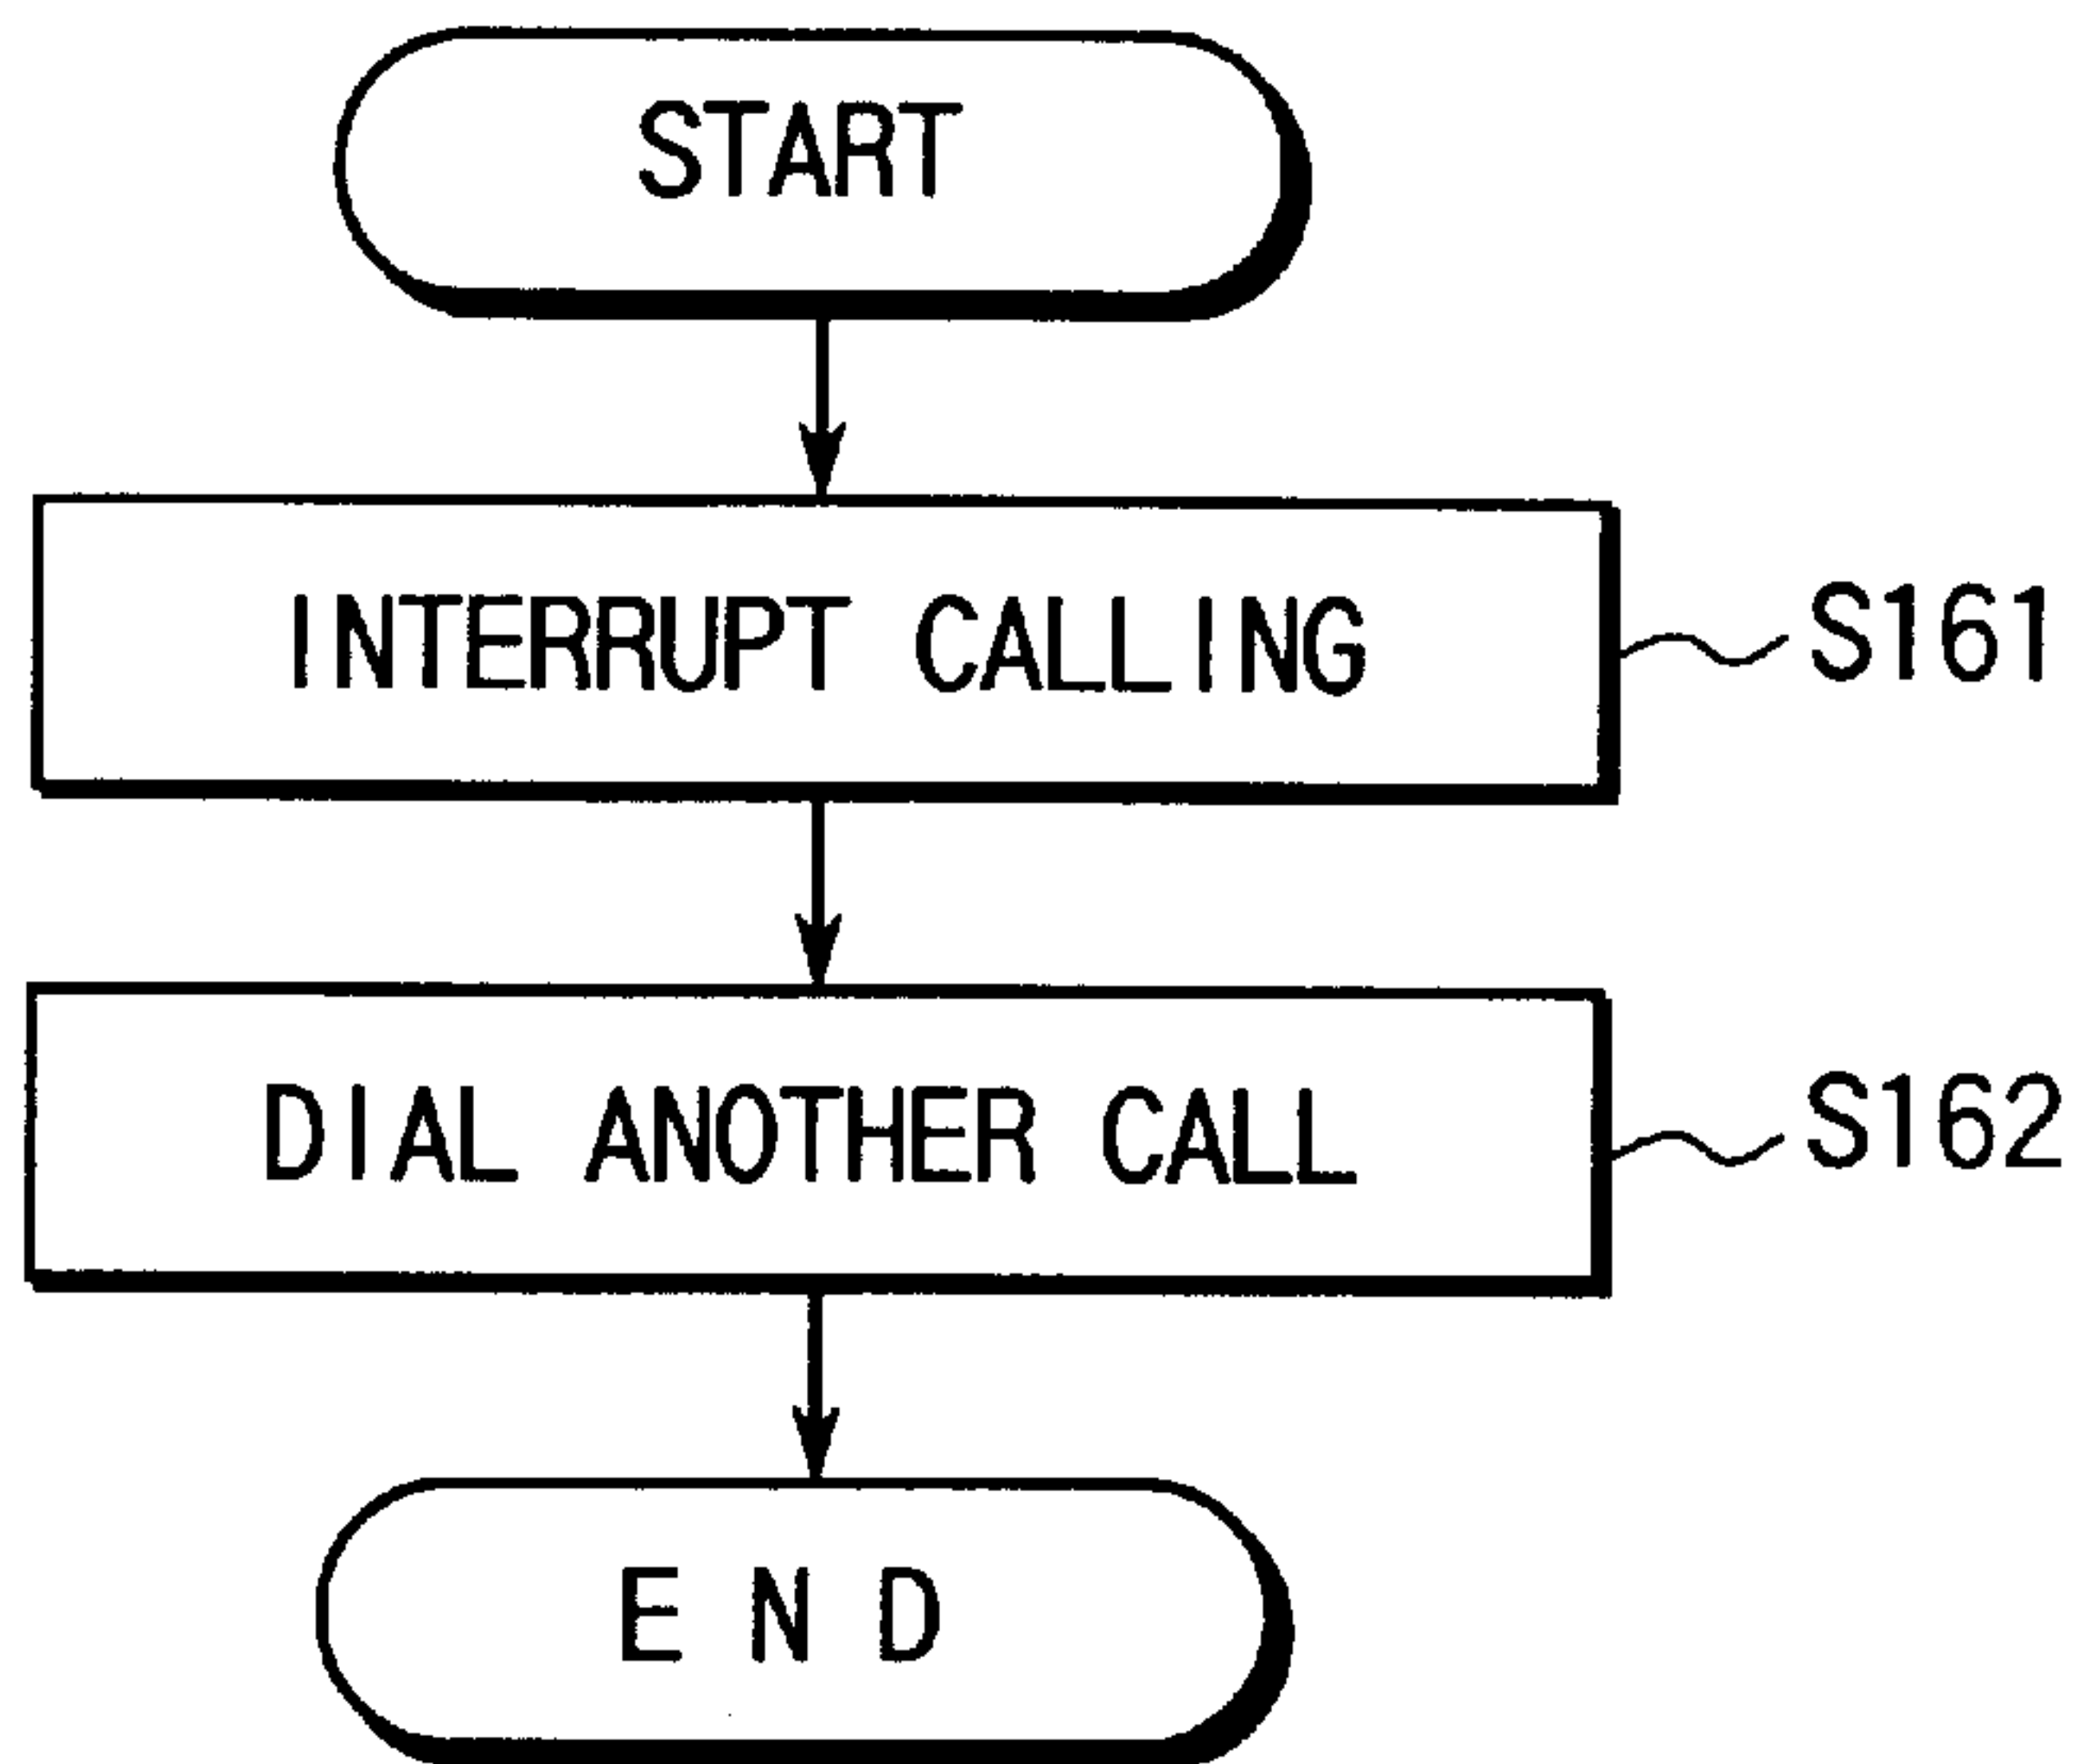 START
INTERRUPT CALLING
S161
DIAL ANOTHER CALL
S162
END